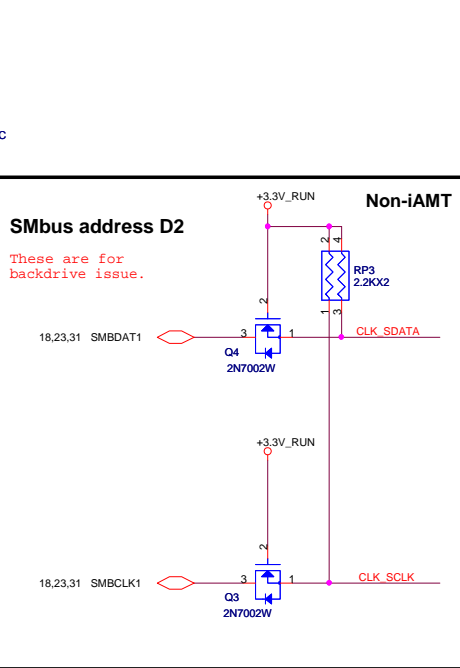 C
+3.3V_RUN
Non-iAMT
SMbus address D2
These are for
backdrive issue.
2
4
RP3
2.2KX2
2
1
3
18,23,31 SMBDAT1
3
1
CLK_SDATA
Q4
2N7002W
+3.3V_RUN
2
18,23,31 SMBCLK1
3
1
CLK_SCLK
Q3
2N7002W